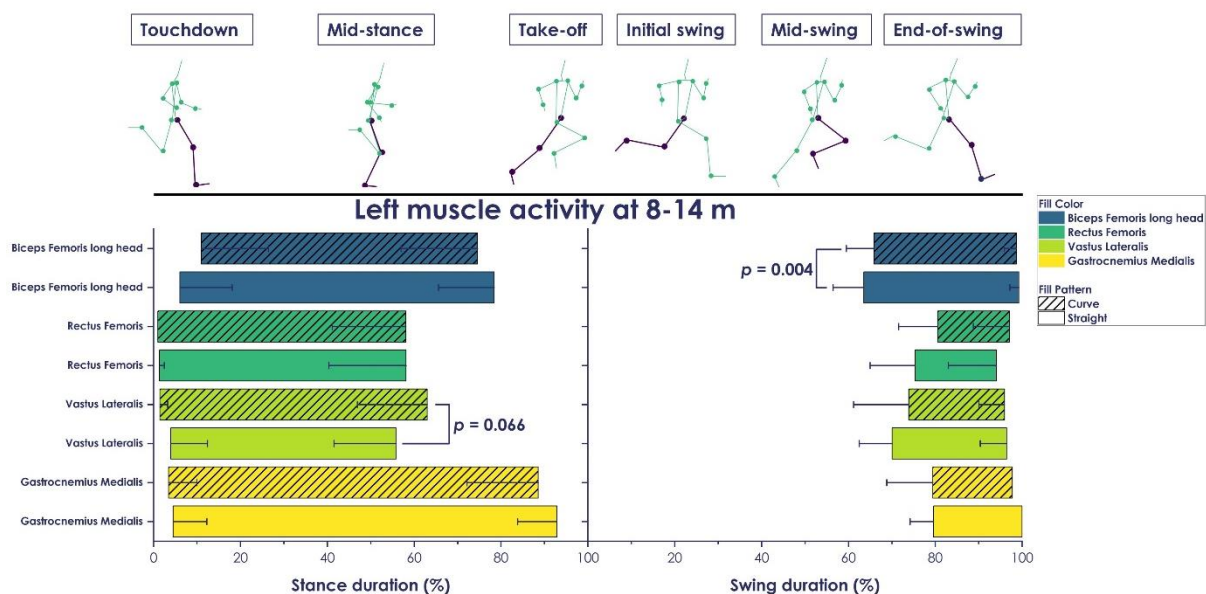 Touchdown
Mid-stance
Take-off
Initial swing
Mid-swing
End-of-swing
Left muscle activity at 8-14 m
Biceps Femoris long head
Biceps Femoris long head
Rectus Femoris
Rectus Femoris
Vastus Lateralis
Vastus Lateralis
Gastrocnemius Medialis
Gastrocnemius Medialis
p = 0.066
p = 0.004
0 20 40 60 80 100
0 20 40 60 80 100
Stance duration (%)
Swing duration (%)
Fill Color
Biceps Femoris long head
Rectus Femoris
Vastus Lateralis
Gastrocnemius Medialis
Fill Pattern
Curve
Straight